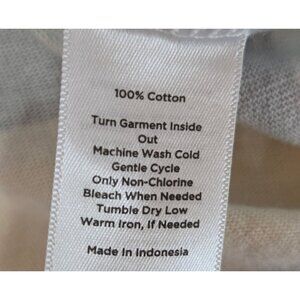 100% Cotton
Turn Garment Inside
Out
Machine Wash Cold
Gentle Cycle
Only Non-Chlorine
Bleach When Needed
Tumble Dry Low
Warm Iron, If Needed
Made In Indonesia